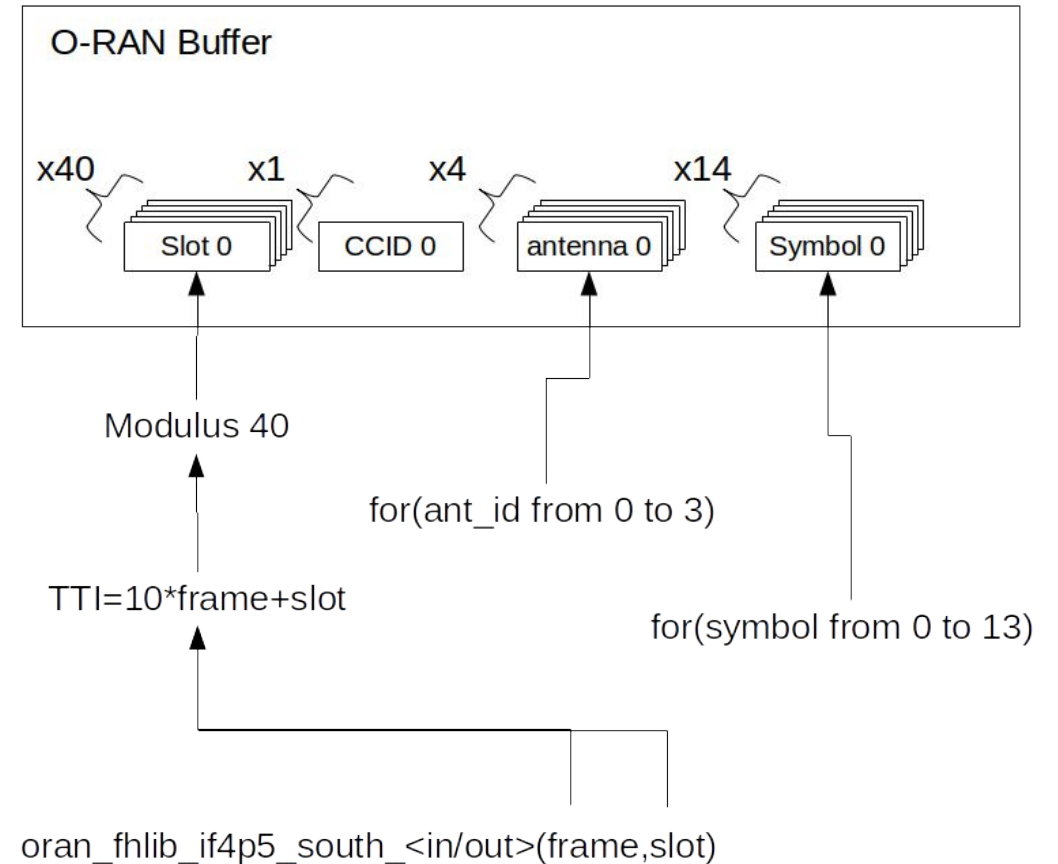 O-RAN Buffer
x40
x1
x4
x14
Slot 0
CCID 0
antenna 0
Symbol 0
Modulus 40
for(ant_id from 0 to 3)
TTI=10*frame+slot
for(symbol from 0 to 13)
oran_fhlib_if4p5_south_<in/out>(frame,slot)